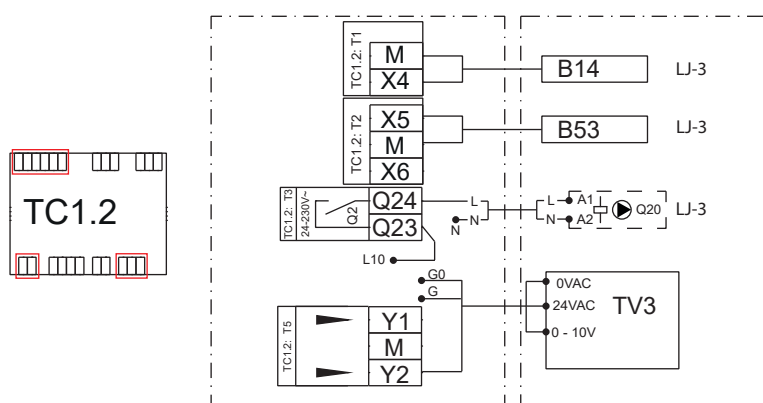 TC1.2
TC1.2: T1
M
X4
B14
LJ-3
TC1.2: T2
X5
M
X6
B53
LJ-3
TC1.2: T3
24-230V~
Q2
Q24
Q23
L
N
N
L
N
A1
A2
Q20
LJ-3
L10
G0
G
TC1.2: T5
Y1
M
Y2
0VAC
24VAC
0 - 10V
TV3